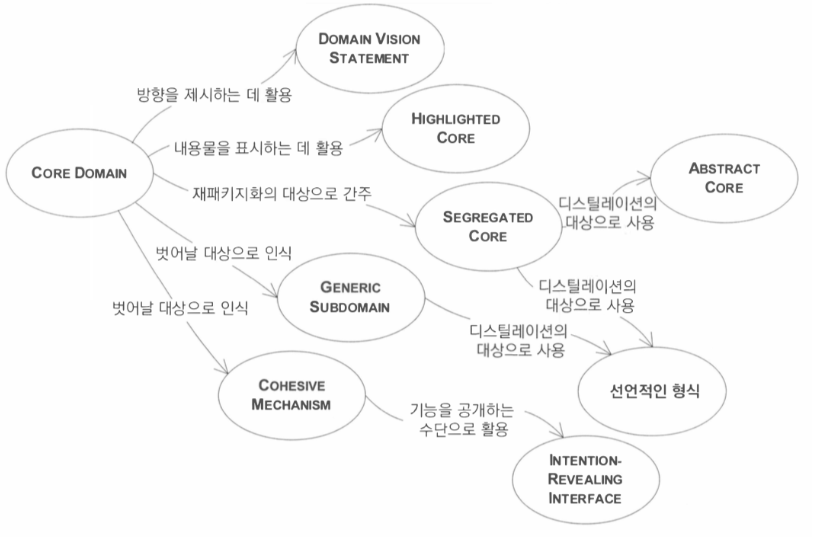 DOMAIN VISION
STATEMENT
방향을 제시하는 데 활용
HIGHLIGHTED
CORE
내용물을 표시하는 데 활용
CORE DOMAIN
ABSTRACT
CORE
재패키지화의 대상으로 간주
디스틸레이션의
대상으로 사용
SEGREGATED
CORE
벗어날 대상으로 인식
GENERIC
SUBDOMAIN
디스틸레이션의
대상으로 사용
벗어날 대상으로 인식
디스틸레이션의
대상으로 사용
COHESIVE
MECHANISM
선언적인 형식
기능을 공개하는
수단으로 활용
INTENTION-
REVEALING
INTERFACE